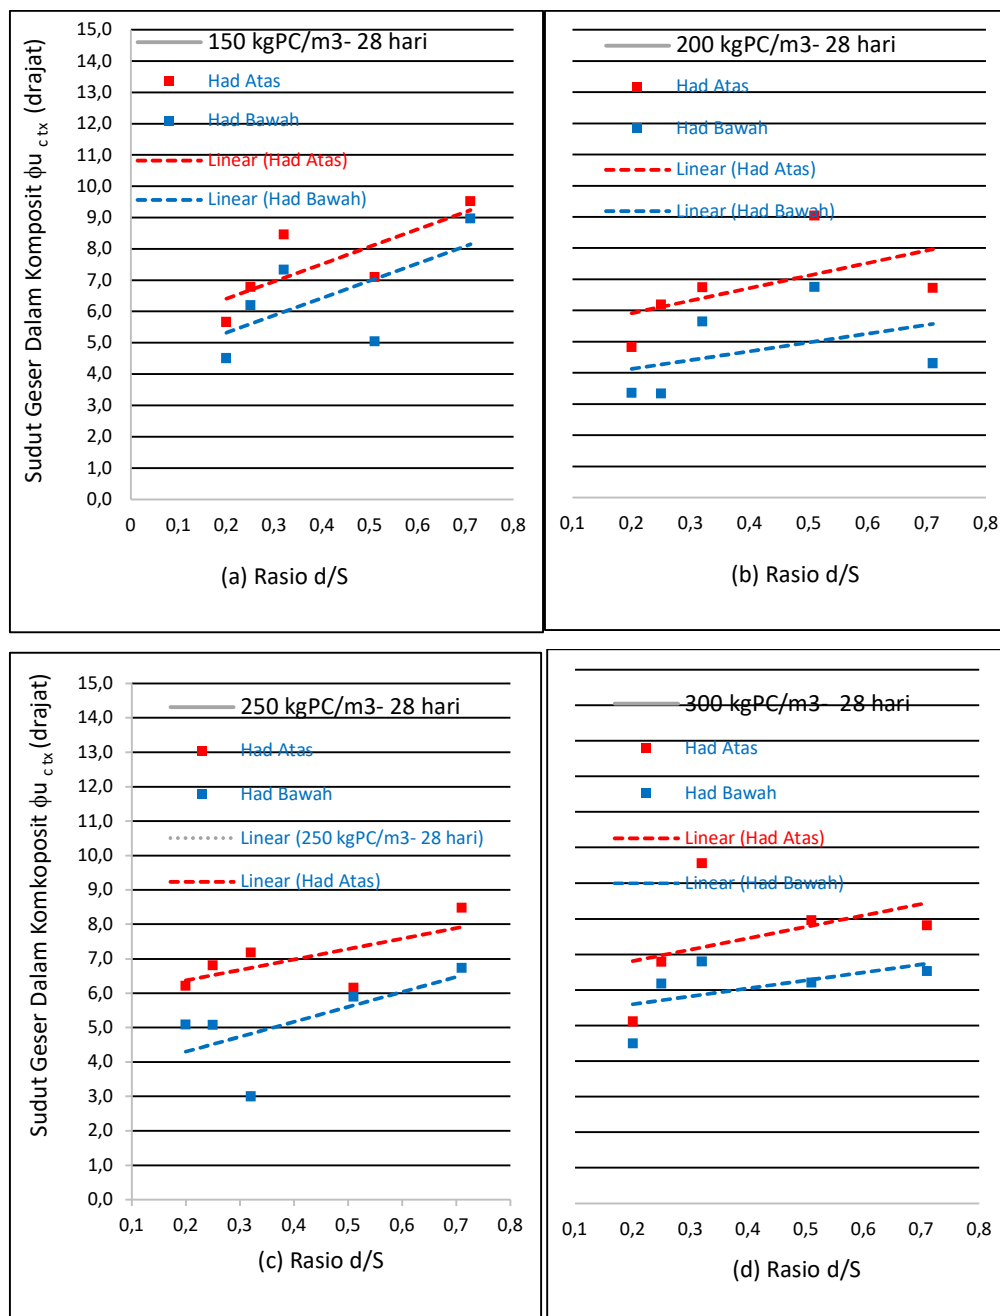 Sudut Geser Dalam Komposit ϕu c tx (drajat)
15,0
14,0
13,0
12,0
11,0
10,0
9,0
8,0
7,0
6,0
5,0
4,0
3,0
2,0
1,0
0,0
150 kgPC/m3- 28 hari
Had Atas
Had Bawah
Linear (Had Atas)
Linear (Had Bawah)
0 0,1 0,2 0,3 0,4 0,5 0,6 0,7 0,8
(a) Rasio d/S
200 kgPC/m3- 28 hari
Had Atas
Had Bawah
Linear (Had Atas)
Linear (Had Bawah)
0,1 0,2 0,3 0,4 0,5 0,6 0,7 0,8
(b) Rasio d/S
Sudut Geser Dalam Komkoposit ϕu c tx (drajat)
15,0
14,0
13,0
12,0
11,0
10,0
9,0
8,0
7,0
6,0
5,0
4,0
3,0
2,0
1,0
0,0
250 kgPC/m3- 28 hari
Had Atas
Had Bawah
Linear (250 kgPC/m3- 28 hari)
Linear (Had Atas)
0,1 0,2 0,3 0,4 0,5 0,6 0,7 0,8
(c) Rasio d/S
300 kgPC/m3- 28 hari
Had Atas
Had Bawah
Linear (Had Atas)
Linear (Had Bawah)
0,1 0,2 0,3 0,4 0,5 0,6 0,7 0,8
(d) Rasio d/S